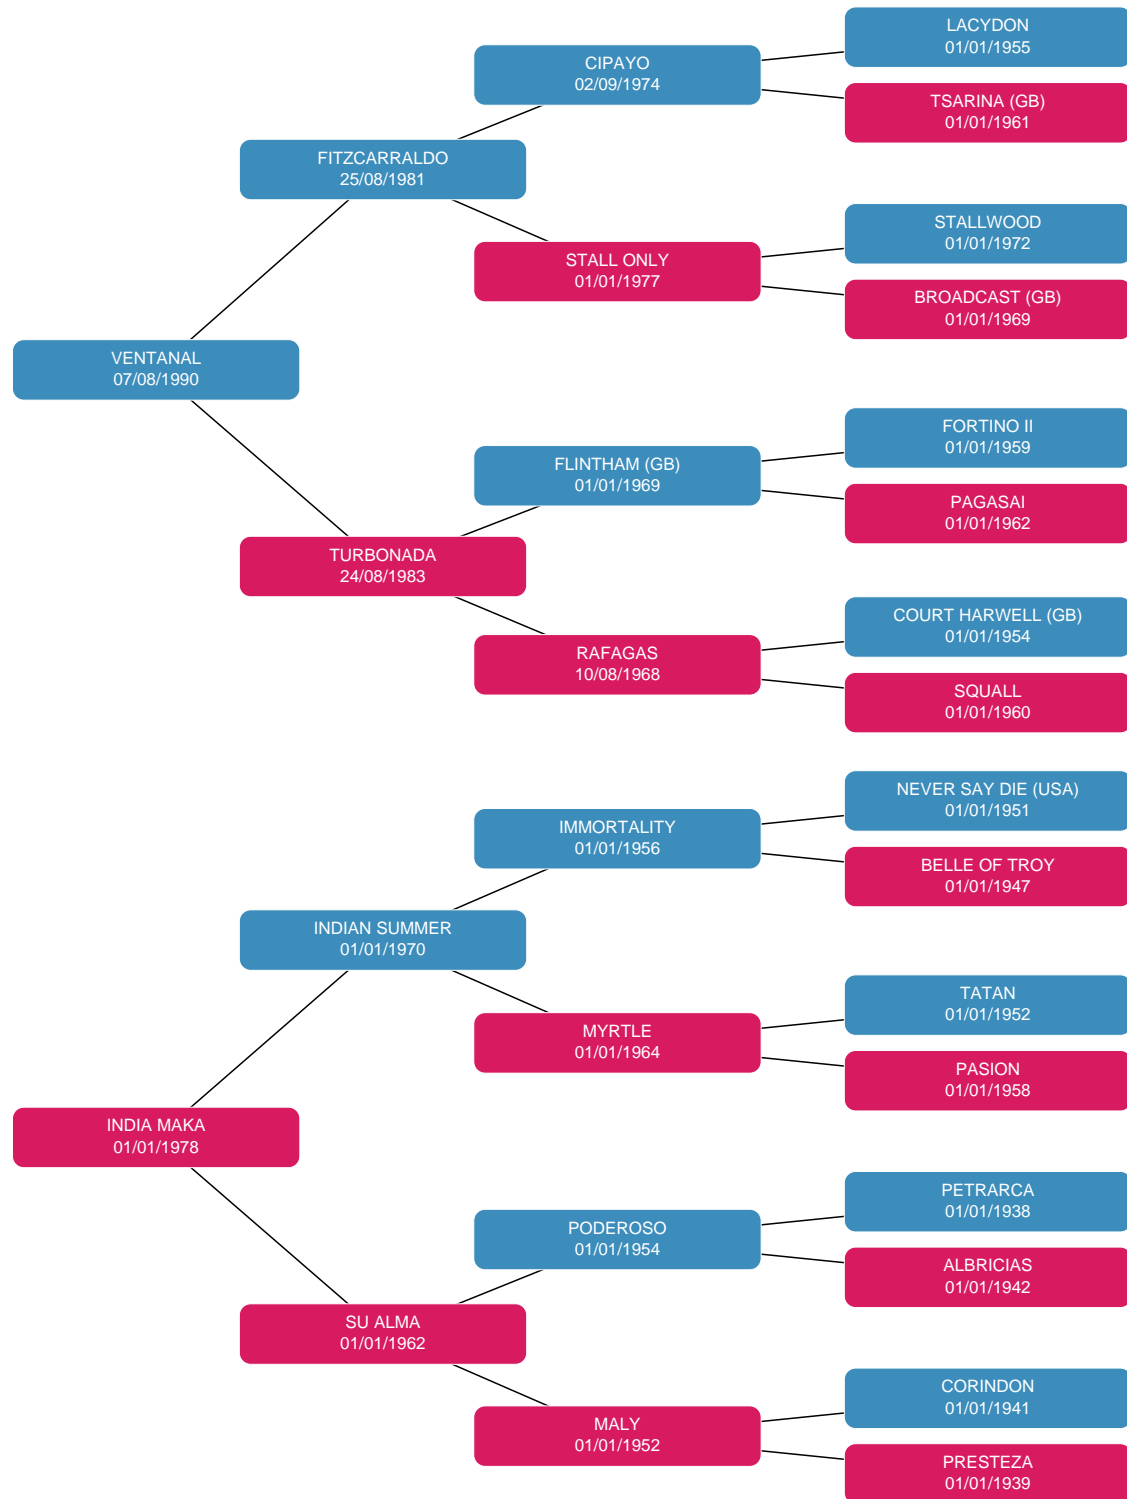 LACYDON
01/01/1955
CIPAYO
02/09/1974
TSARINA (GB)
01/01/1961
FITZCARRALDO
25/08/1981
STALLWOOD
01/01/1972
STALL ONLY
01/01/1977
BROADCAST (GB)
01/01/1969
VENTANAL
07/08/1990
FORTINO II
01/01/1959
FLINTHAM (GB)
01/01/1969
PAGASAI
01/01/1962
TURBONADA
24/08/1983
COURT HARWELL (GB)
01/01/1954
RAFAGAS
10/08/1968
SQUALL
01/01/1960
NEVER SAY DIE (USA)
01/01/1951
IMMORTALITY
01/01/1956
BELLE OF TROY
01/01/1947
INDIAN SUMMER
01/01/1970
TATAN
01/01/1952
MYRTLE
01/01/1964
PASION
01/01/1958
INDIA MAKA
01/01/1978
PETRARCA
01/01/1938
PODEROSO
01/01/1954
ALBRICIAS
01/01/1942
SU ALMA
01/01/1962
CORINDON
01/01/1941
MALY
01/01/1952
PRESTEZA
01/01/1939